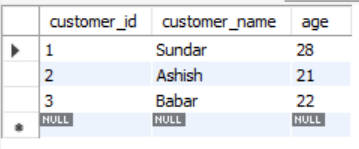 customer_id customer_name age
1 Sundar 28
2 Ashish 21
3 Babar 22
NULL NULL NULL